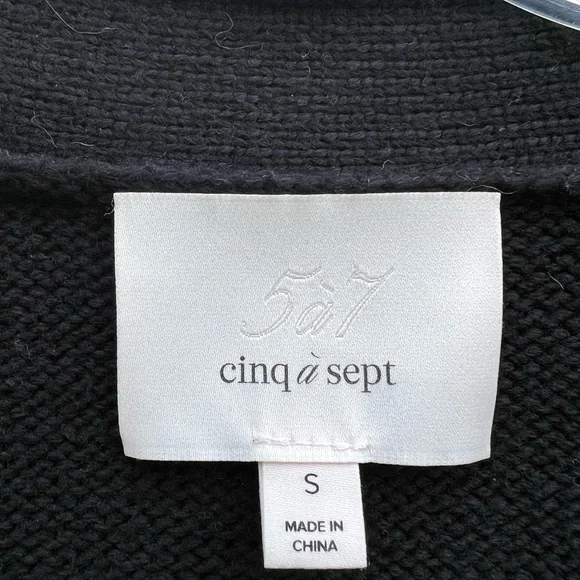 5à7
cinq à sept
S
MADE IN
CHINA